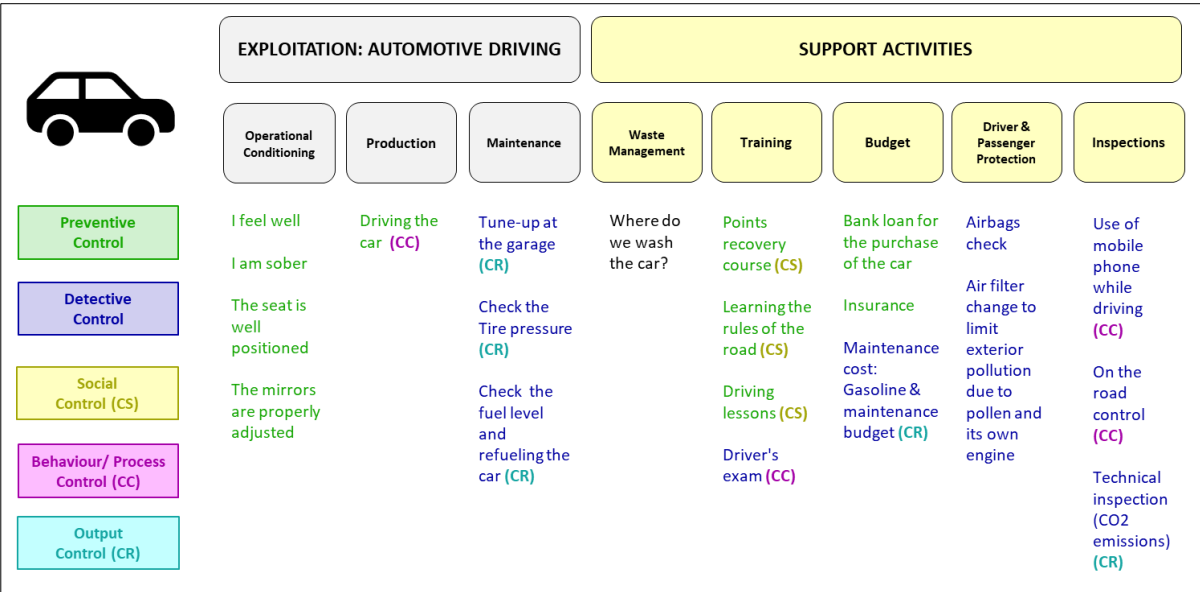 EXPLOITATION: AUTOMOTIVE DRIVING
SUPPORT ACTIVITIES
Operational
Conditioning
Production
Maintenance
Waste
Management
Training
Budget
Driver &
Passenger
Protection
Inspections
Preventive
Control
Detective
Control
Social
Control (CS)
Behaviour/ Process
Control (CC)
Output
Control (CR)
I feel well
I am sober
The seat is
well
positioned
The mirrors
are properly
adjusted
Driving the
car (CC)
Tune-up at
the garage
(CR)
Check the
Tire pressure
(CR)
Check the
fuel level
and
refueling the
car (CR)
Where do
we wash
the car?
Points
recovery
course (CS)
Learning the
rules of the
road (CS)
Driving
lessons (CS)
Driver's
exam (CC)
Bank loan for
the purchase
of the car
Insurance
Maintenance
cost:
Gasoline &
maintenance
budget (CR)
Airbags
check
Air filter
change to
limit
exterior
pollution
due to
pollen and
its own
engine
Use of
mobile
phone
while
driving
(CC)
On the
road
control
(CC)
Technical
inspection
(CO2
emissions)
(CR)